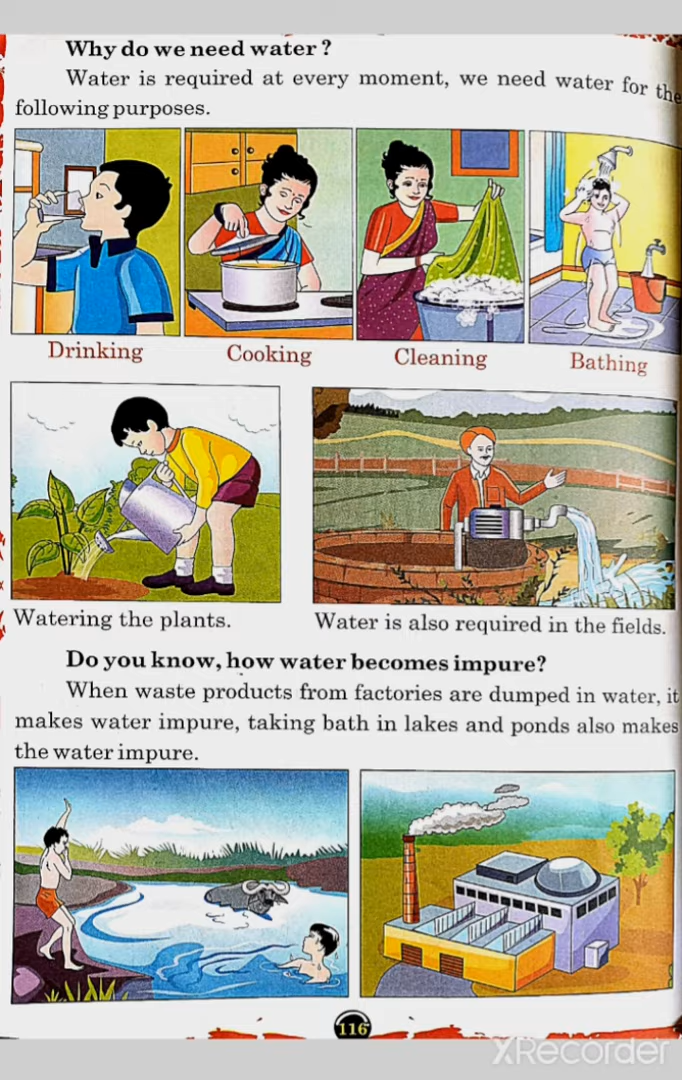 Why do we need water ?
Water is required at every moment, we need water for the
following purposes.
Drinking
Cooking
Cleaning
Bathing
Watering the plants.
Water is also required in the fields.
Do you know, how water becomes impure?
When waste products from factories are dumped in water, it
makes water impure, taking bath in lakes and ponds also makes
the water impure.
116
XRecorder